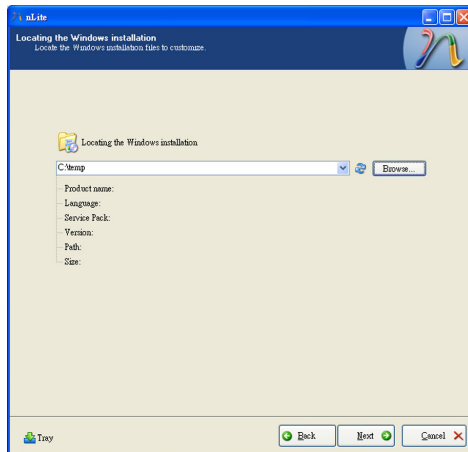 nLite
Locating the Windows installation
Locate the Windows installation files to customize.
Locating the Windows installation
C:\temp
Browse...
Product name:
Language:
Service Pack:
Version:
Path:
Size:
Tray
Back
Next
Cancel